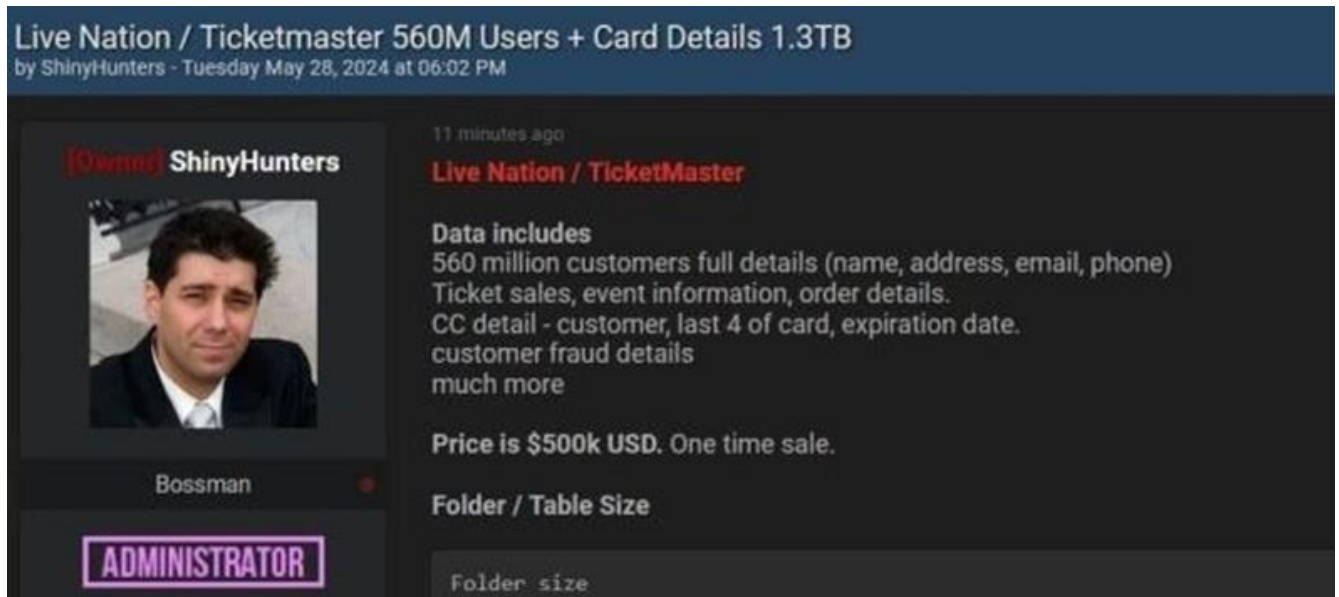 Live Nation / Ticketmaster 560M Users + Card Details 1.3TB
by ShinyHunters - Tuesday May 28, 2024 at 06:02 PM
[Owner] ShinyHunters
Bossman
ADMINISTRATOR
11 minutes ago
Live Nation / TicketMaster
Data includes
560 million customers full details (name, address, email, phone)
Ticket sales, event information, order details.
CC detail - customer, last 4 of card, expiration date.
customer fraud details
much more
Price is $500k USD. One time sale.
Folder / Table Size
Folder size